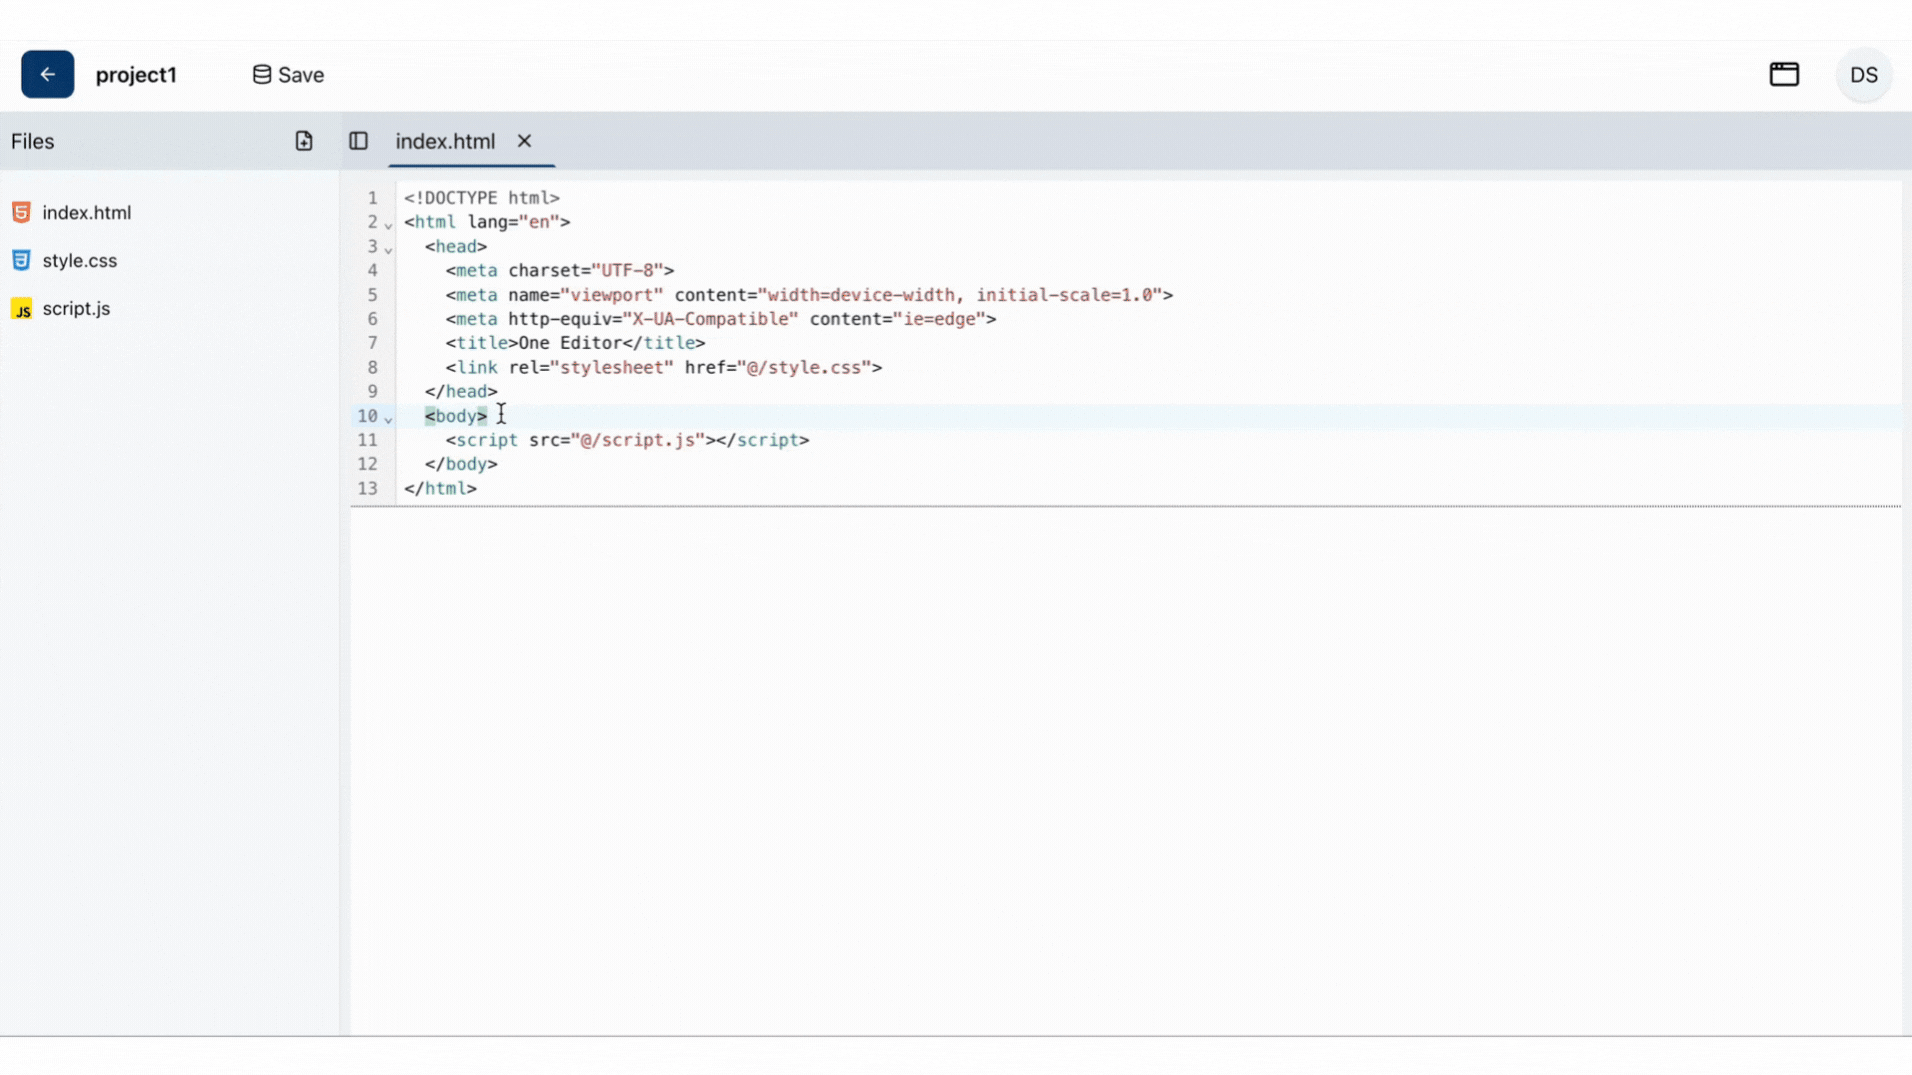 project1
Save
DS
Files
index.html
index.html
style.css
JS script.js
1 <!DOCTYPE html>
2 <html lang="en">
3   <head>
4     <meta charset="UTF-8">
5     <meta name="viewport" content="width=device-width, initial-scale=1.0">
6     <meta http-equiv="X-UA-Compatible" content="ie=edge">
7     <title>One Editor</title>
8     <link rel="stylesheet" href="@/style.css">
9   </head>
10   <body>
11     <script src="@/script.js"></script>
12   </body>
13 </html>